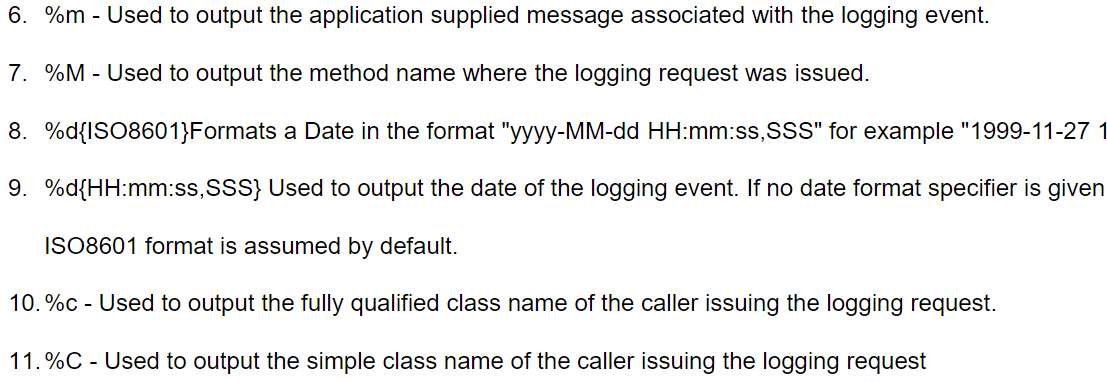 6. %m - Used to output the application supplied message associated with the logging event.
7. %M - Used to output the method name where the logging request was issued.
8. %d{ISO8601}Formats a Date in the format "yyyy-MM-dd HH:mm:ss,SSS" for example "1999-11-27 1
9. %d{HH:mm:ss,SSS} Used to output the date of the logging event. If no date format specifier is given
ISO8601 format is assumed by default.
10. %c - Used to output the fully qualified class name of the caller issuing the logging request.
11. %C - Used to output the simple class name of the caller issuing the logging request